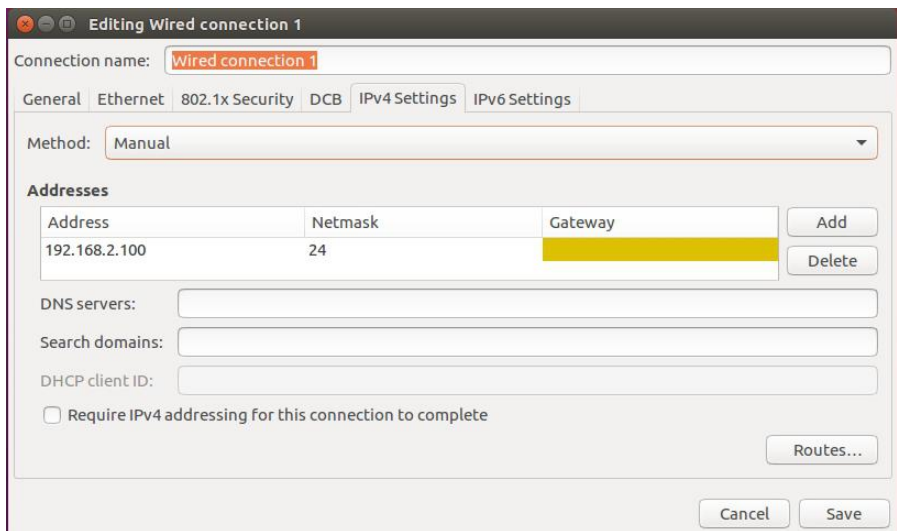 Editing Wired connection 1
Connection name: Wired connection 1
General Ethernet 802.1x Security DCB IPv4 Settings IPv6 Settings
Method: Manual
Addresses
Address Netmask Gateway Add
192.168.2.100 24
Delete
DNS servers:
Search domains:
DHCP client ID:
Require IPv4 addressing for this connection to complete
Routes...
Cancel Save